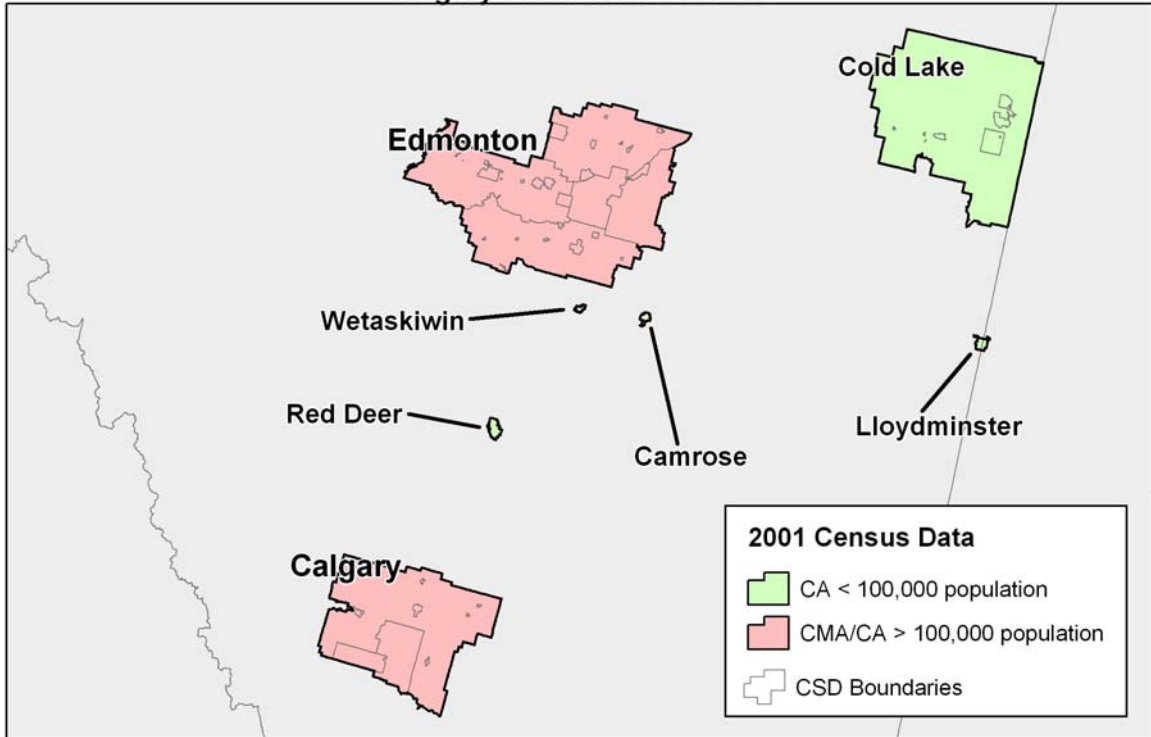 Cold Lake
Edmonton
Wetaskiwin
Red Deer
Camrose
Lloydminster
Calgary
2001 Census Data
CA < 100,000 population
CMA/CA > 100,000 population
CSD Boundaries